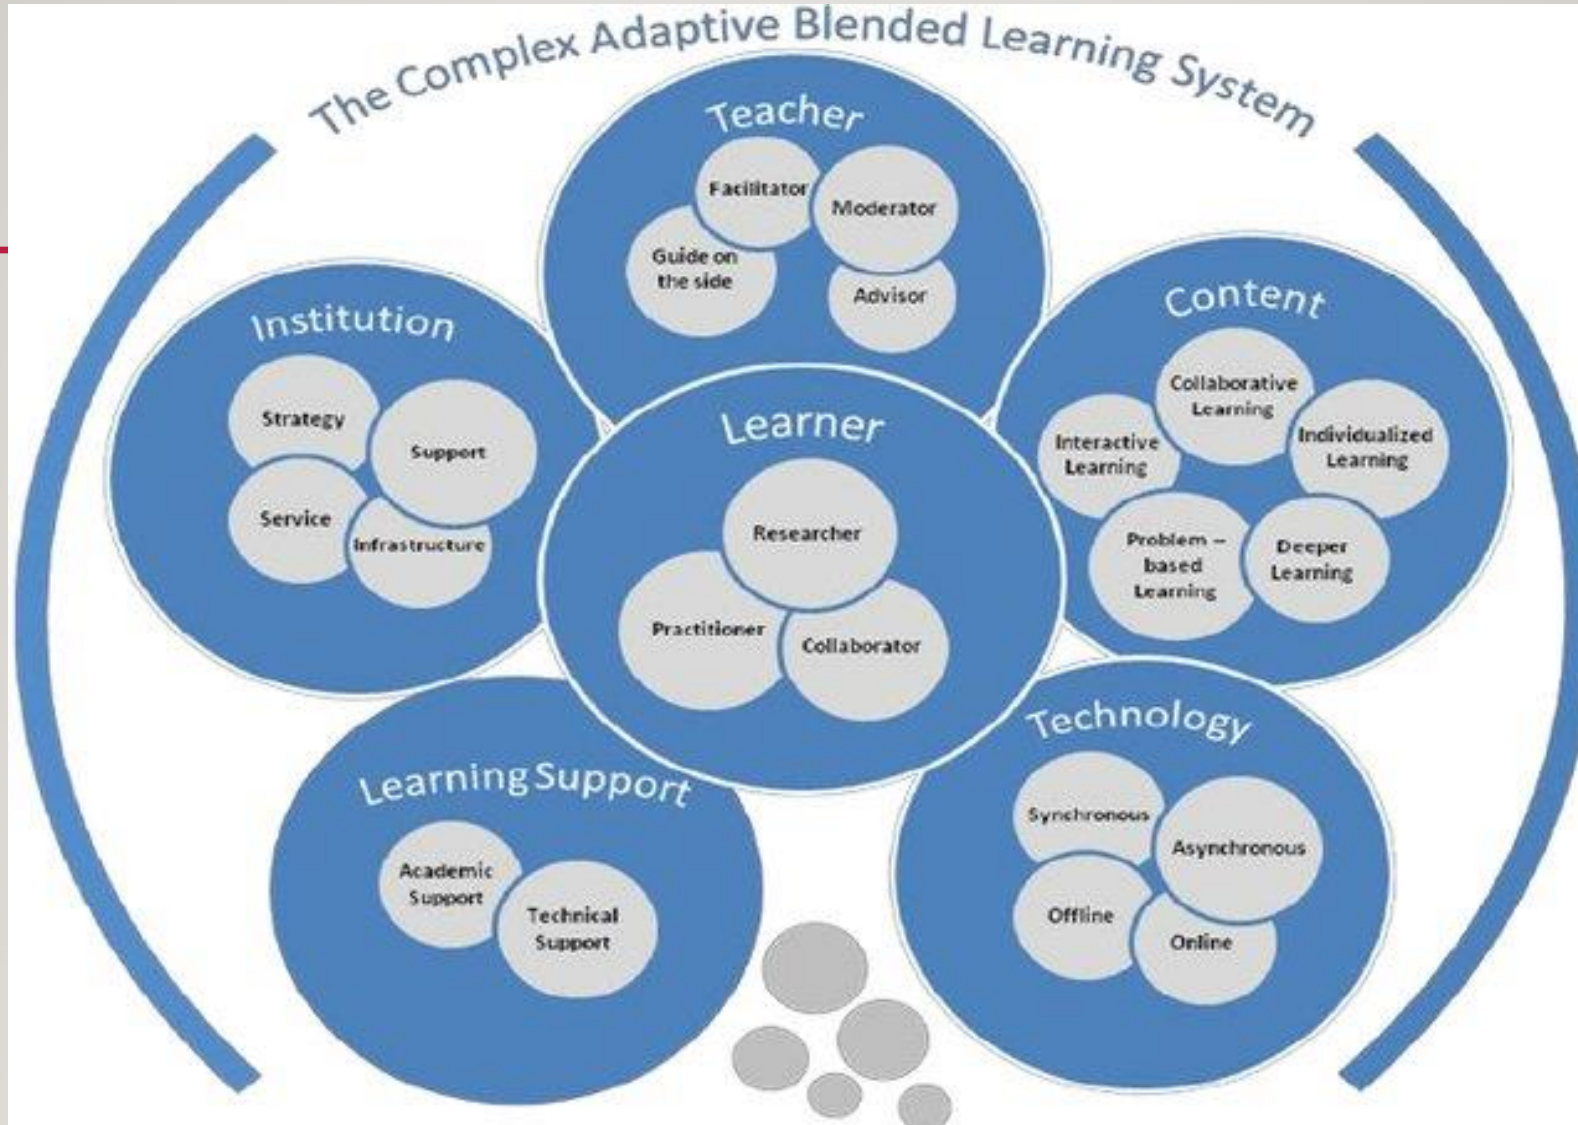 The Complex Adaptive Blended Learning System
Teacher
Facilitator
Moderator
Guide on
the side
Advisor
Institution
Strategy
Support
Service
Infrastructure
Content
Collaborative
Learning
Interactive
Learning
Individualized
Learning
Problem –
based
Learning
Deeper
Learning
Learner
Researcher
Practitioner
Collaborator
Learning Support
Academic
Support
Technical
Support
Technology
Synchronous
Asynchronous
Offline
Online